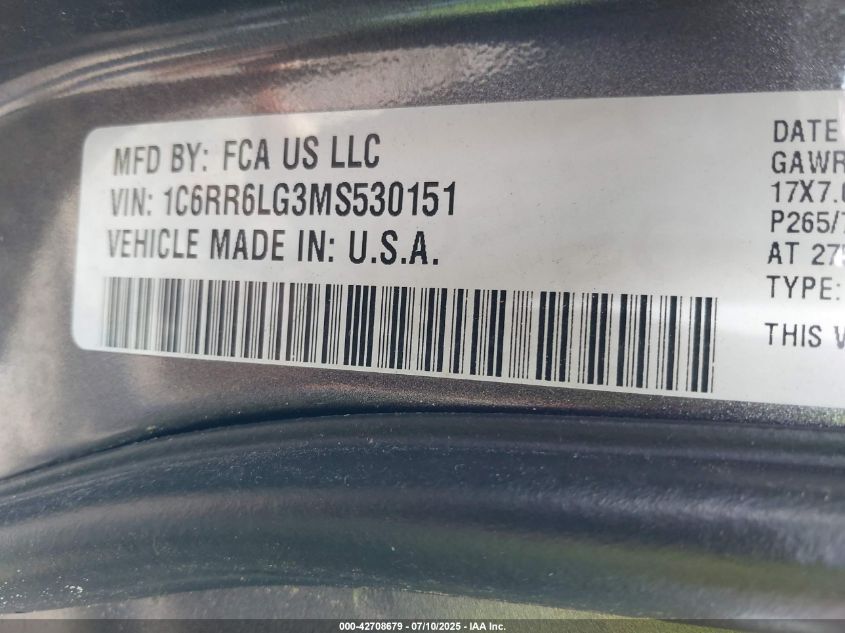 MFD BY: FCA US LLC
VIN: 1C6RR6LG3MS530151
VEHICLE MADE IN: U.S.A.
DATE
GAWR
17X7.
P265/7
AT 27
TYPE:
THIS V
000-42708679 / 07/10/2025 - IAA Inc.